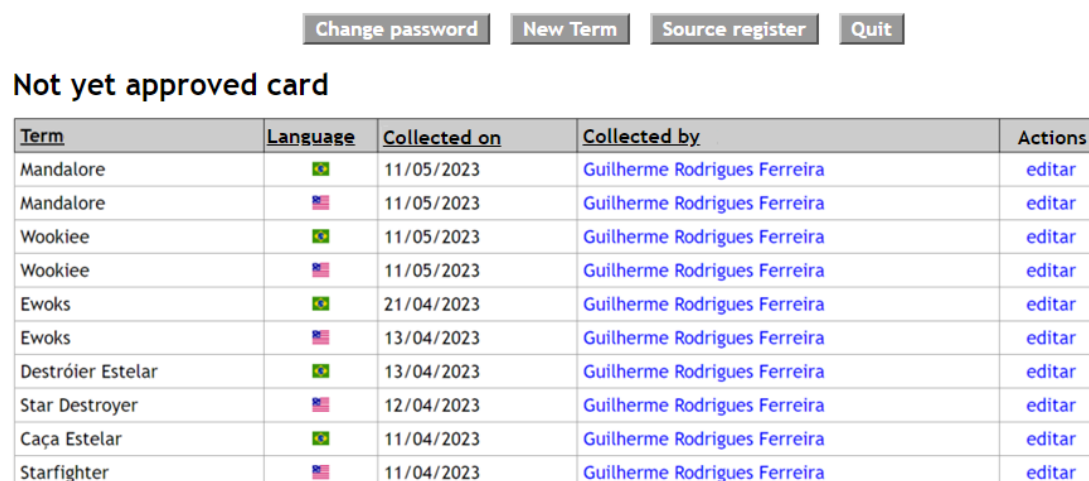 Change password New Term Source register Quit
Not yet approved card
Term Language Collected on Collected by Actions
Mandalore 11/05/2023 Guilherme Rodrigues Ferreira editar
Mandalore 11/05/2023 Guilherme Rodrigues Ferreira editar
Wookiee 11/05/2023 Guilherme Rodrigues Ferreira editar
Wookiee 11/05/2023 Guilherme Rodrigues Ferreira editar
Ewoks 21/04/2023 Guilherme Rodrigues Ferreira editar
Ewoks 13/04/2023 Guilherme Rodrigues Ferreira editar
Destróier Estelar 13/04/2023 Guilherme Rodrigues Ferreira editar
Star Destroyer 12/04/2023 Guilherme Rodrigues Ferreira editar
Caça Estelar 11/04/2023 Guilherme Rodrigues Ferreira editar
Starfighter 11/04/2023 Guilherme Rodrigues Ferreira editar